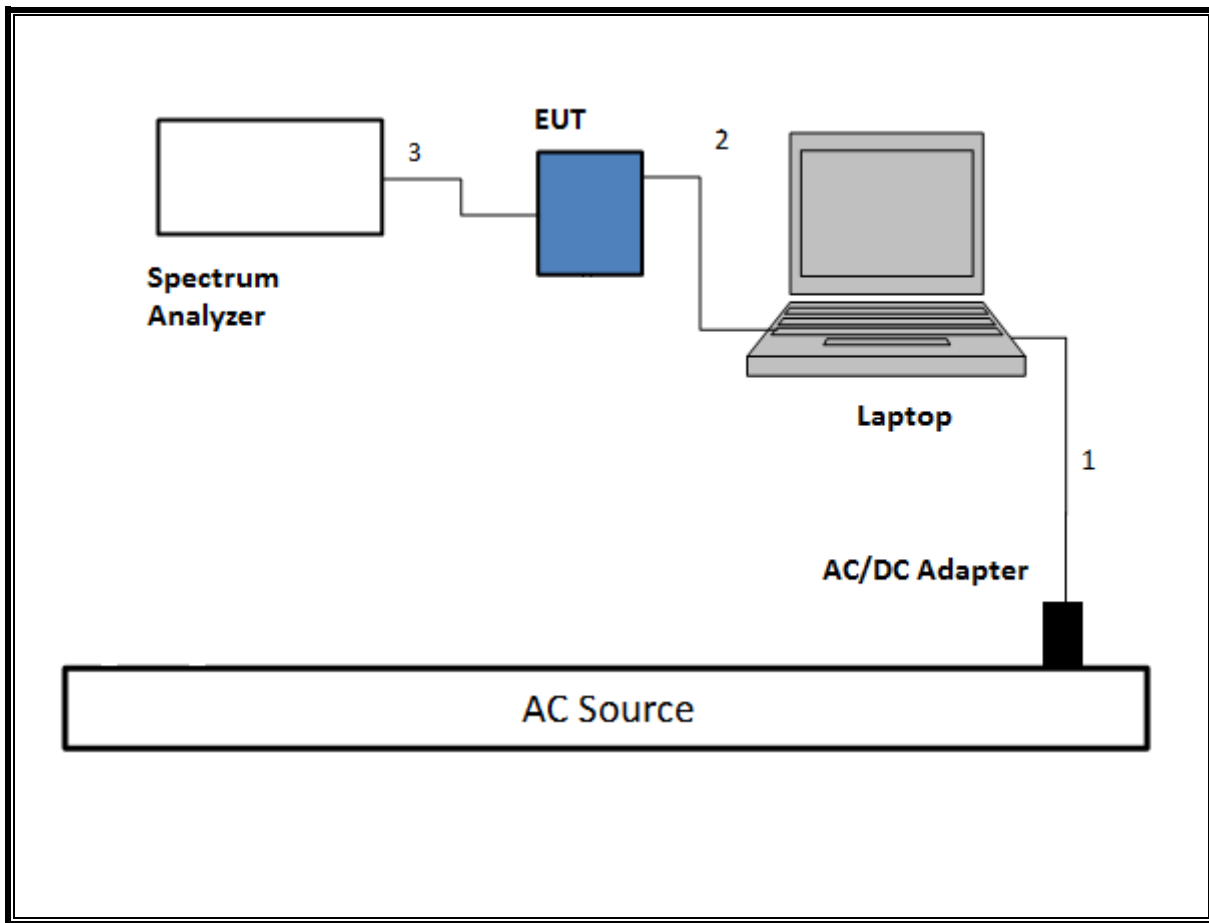 EUT
3
2
Spectrum
Analyzer
Laptop
1
AC/DC Adapter
AC Source